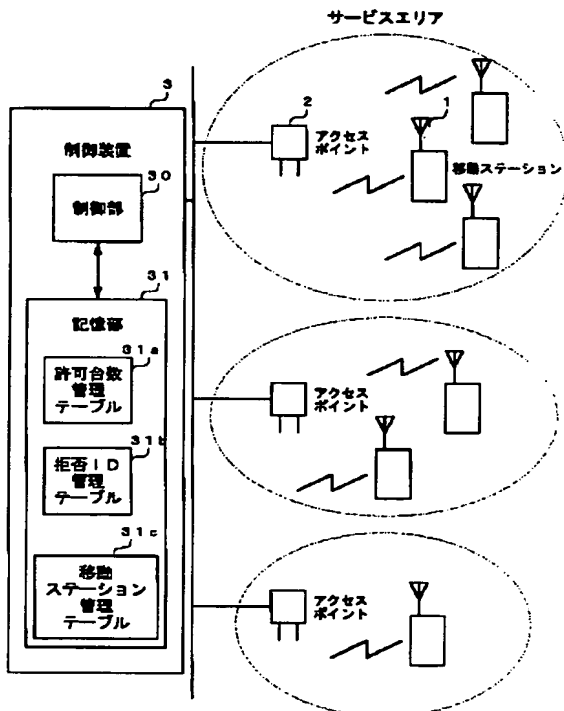 サービスエリア
3
制御装置
30
制御部
31
記憶部
31a
許可台数
管理
テーブル
31b
拒否ID
管理
テーブル
31c
移動
ステーション
管理
テーブル
2
アクセス
ポイント
1
移動ステーション
アクセス
ポイント
アクセス
ポイント